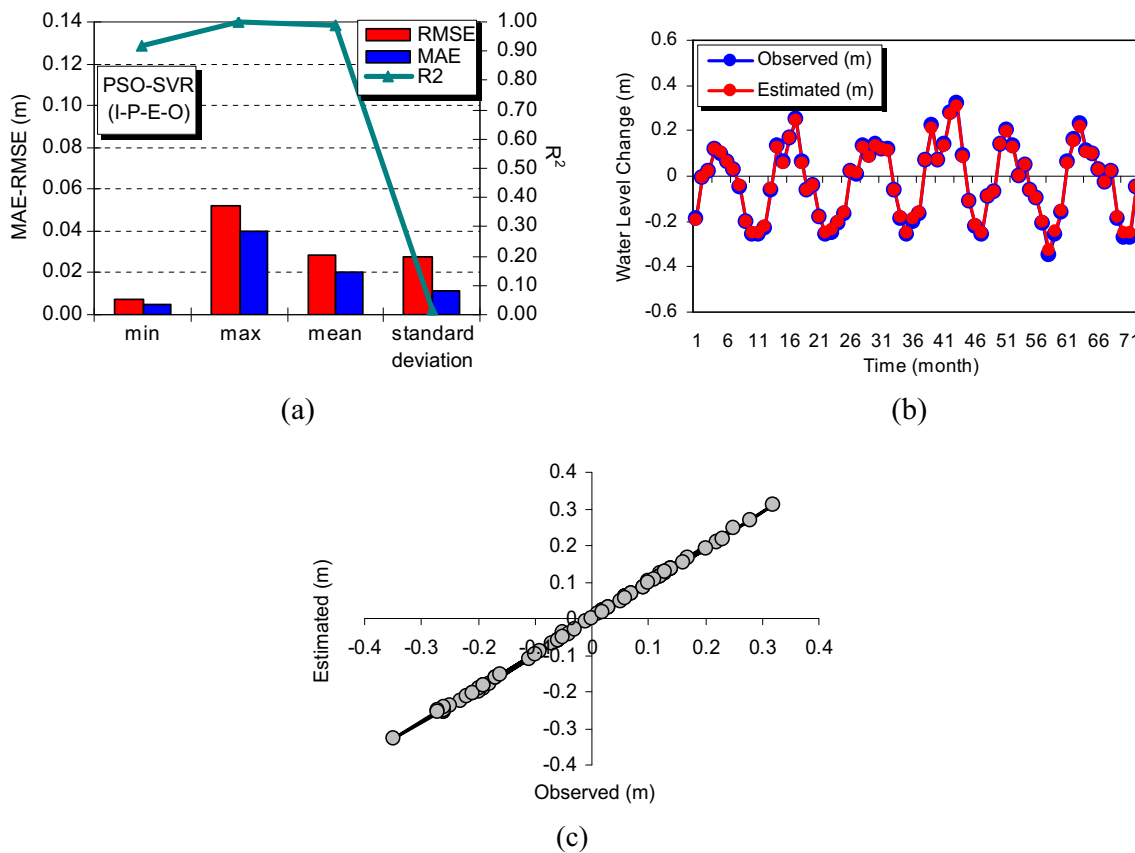 0.14
0.12
0.10
0.08
0.06
0.04
0.02
0.00
MAE-RMSE (m)
PSO-SVR
(I-P-E-O)
RMSE
MAE
R2
1.00
0.90
0.80
0.70
0.60
0.50
0.40
0.30
0.20
0.10
0.00
R2
min max mean standard
deviation
(a)
0.6
0.4
0.2
0
-0.2
-0.4
-0.6
Water Level Change (m)
Observed (m)
Estimated (m)
1 6 11 16 21 26 31 36 41 46 51 56 61 66 71
Time (month)
(b)
0.4
0.3
0.2
0.1
0
-0.1
-0.2
-0.3
-0.4
Estimated (m)
-0.4 -0.3 -0.2 -0.1 0 0.1 0.2 0.3 0.4
Observed (m)
(c)